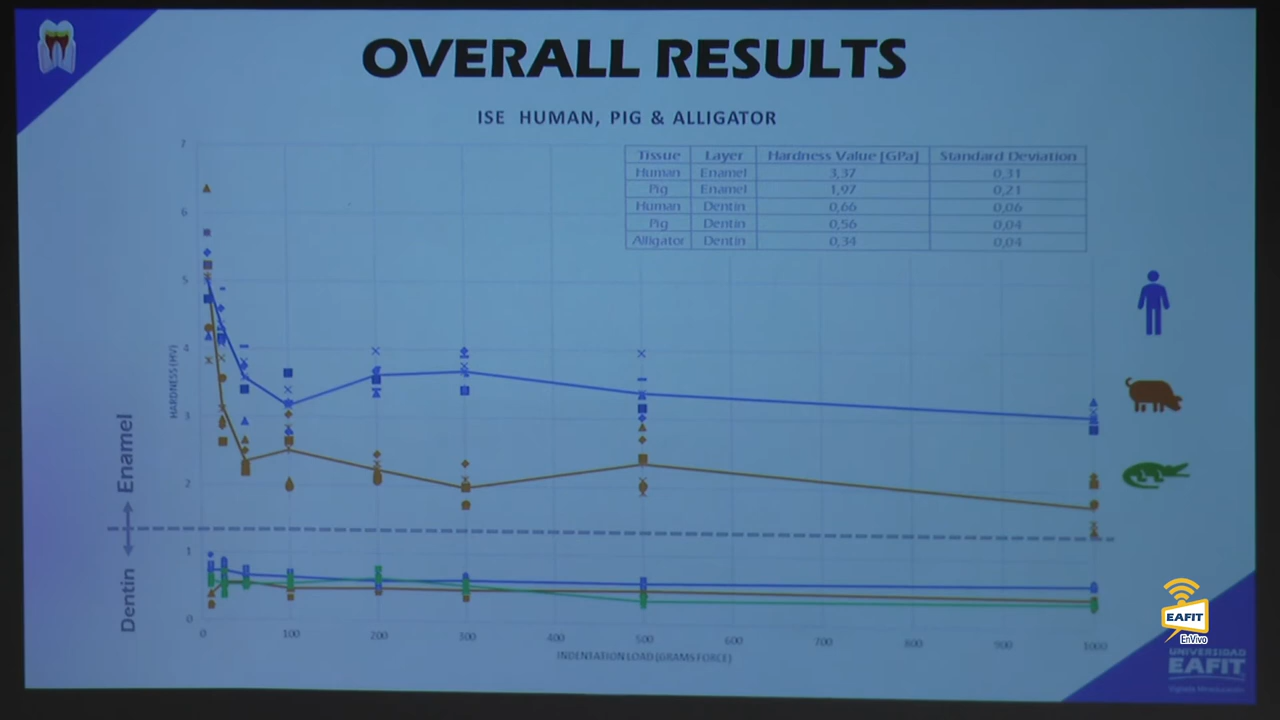 OVERALL RESULTS
ISE HUMAN, PIG & ALLIGATOR
Tissue Layer Hardness Value [GPa] Standard Deviation
Human Enamel 3,37 0,31
Pig Enamel 1,97 0,21
Human Dentin 0,66 0,06
Pig Dentin 0,56 0,04
Alligator Dentin 0,34 0,04
7
6
5
4
3
2
1
0
HARDNESS (HV)
Enamel
Dentin
0 100 200 300 400 500 600 700 800 900 1000
INDENTATION LOAD (GRAMS FORCE)
EAFIT
EnVivo
UNIVERSIDAD
EAFIT